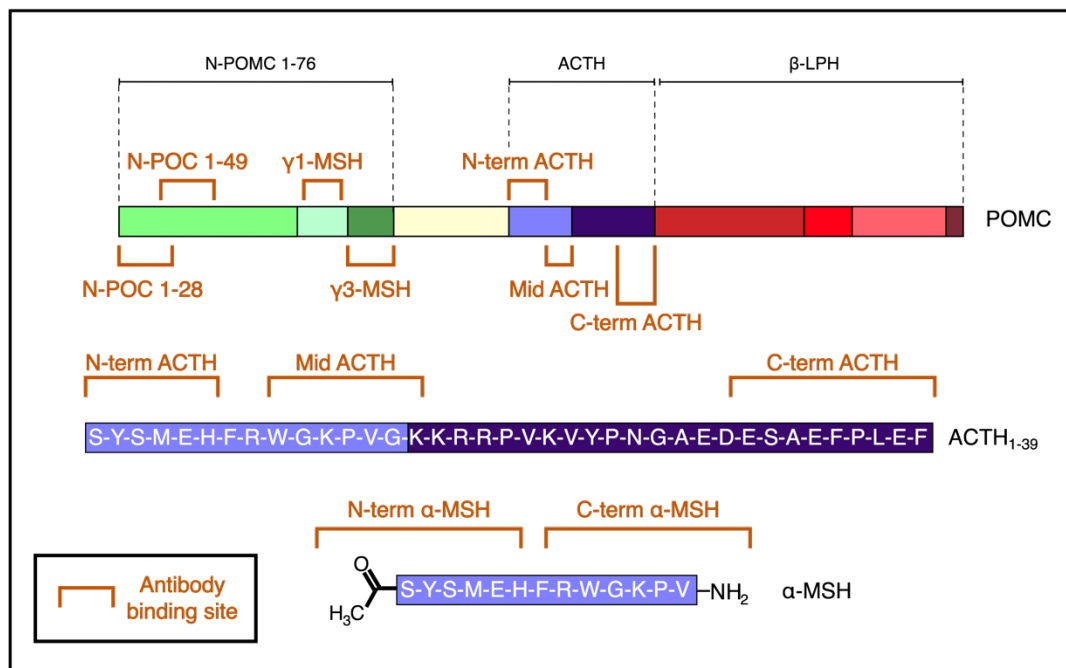 N-POMC 1-76 ACTH β-LPH
N-POC 1-49 γ1-MSH N-term ACTH
POMC
N-POC 1-28 γ3-MSH Mid ACTH
C-term ACTH
N-term ACTH Mid ACTH C-term ACTH
S-Y-S-M-E-H-F-R-W-G-K-P-V-G-K-K-R-R-P-V-K-V-Y-P-N-G-A-E-D-E-S-A-E-F-P-L-E-F ACTH₁₋₃₉
N-term α-MSH C-term α-MSH
O
S-Y-S-M-E-H-F-R-W-G-K-P-V-NH₂ α-MSH
H₃C
Antibody
binding site